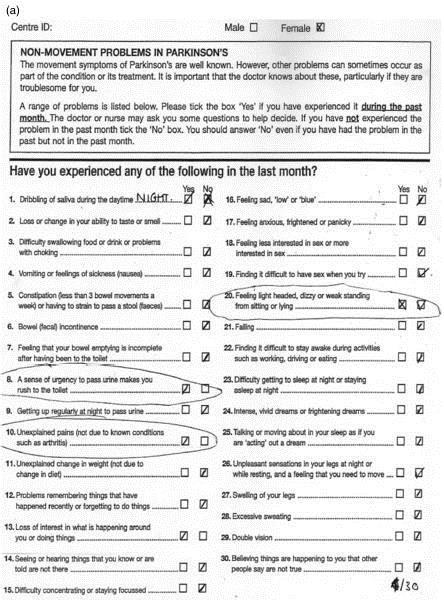 (a)
Centre ID: Male Female
NON-MOVEMENT PROBLEMS IN PARKINSON'S
The movement symptoms of Parkinson's are well known. However, other problems can sometimes occur as
part of the condition or its treatment. It is important that the doctor knows about these, particularly if they are
troublesome for you.
A range of problems is listed below. Please tick the box 'Yes' if you have experienced it during the past
month. The doctor or nurse may ask you some questions to help decide. If you have not experienced the
problem in the past month tick the 'No' box. You should answer 'No' even if you have had the problem in the
past but not in the past month.
Have you experienced any of the following in the last month?
Yes No
1. Dribbling of saliva during the daytime NIGHT.
2. Loss or change in your ability to taste or smell
3. Difficulty swallowing food or drink or problems
with choking
4. Vomiting or feelings of sickness (nausea)
5. Constipation (less than 3 bowel movements a
week) or having to strain to pass a stool (faeces)
6. Bowel (fecal) incontinence
7. Feeling that your bowel emptying is incomplete
after having been to the toilet
8. A sense of urgency to pass urine makes you
rush to the toilet
9. Getting up regularly at night to pass urine
10. Unexplained pains (not due to known conditions
such as arthritis)
11. Unexplained change in weight (not due to
change in diet)
12. Problems remembering things that have
happened recently or forgetting to do things
13. Loss of interest in what is happening around
you or doing things
14. Seeing or hearing things that you know or are
told are not there
15. Difficulty concentrating or staying focussed
Yes No
16. Feeling sad, 'low' or 'blue'
17. Feeling anxious, frightened or panicky
18. Feeling less interested in sex or more
interested in sex
19. Finding it difficult to have sex when you try
20. Feeling light headed, dizzy or weak standing
from sitting or lying
21. Falling
22. Finding it difficult to stay awake during activities
such as working, driving or eating
23. Difficulty getting to sleep at night or staying
asleep at night
24. Intense, vivid dreams or frightening dreams
25. Talking or moving about in your sleep as if you
are 'acting' out a dream
26. Unpleasant sensations in your legs at night or
while resting, and a feeling that you need to move
27. Swelling of your legs
28. Excessive sweating
29. Double vision
30. Believing things are happening to you that other
people say are not true
/30